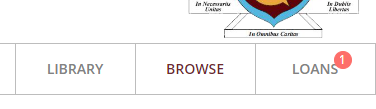 In Necessariis
Unitas
In Dubiis
Libertas
In Omnibus Caritas
LIBRARY
BROWSE
LOANS
1